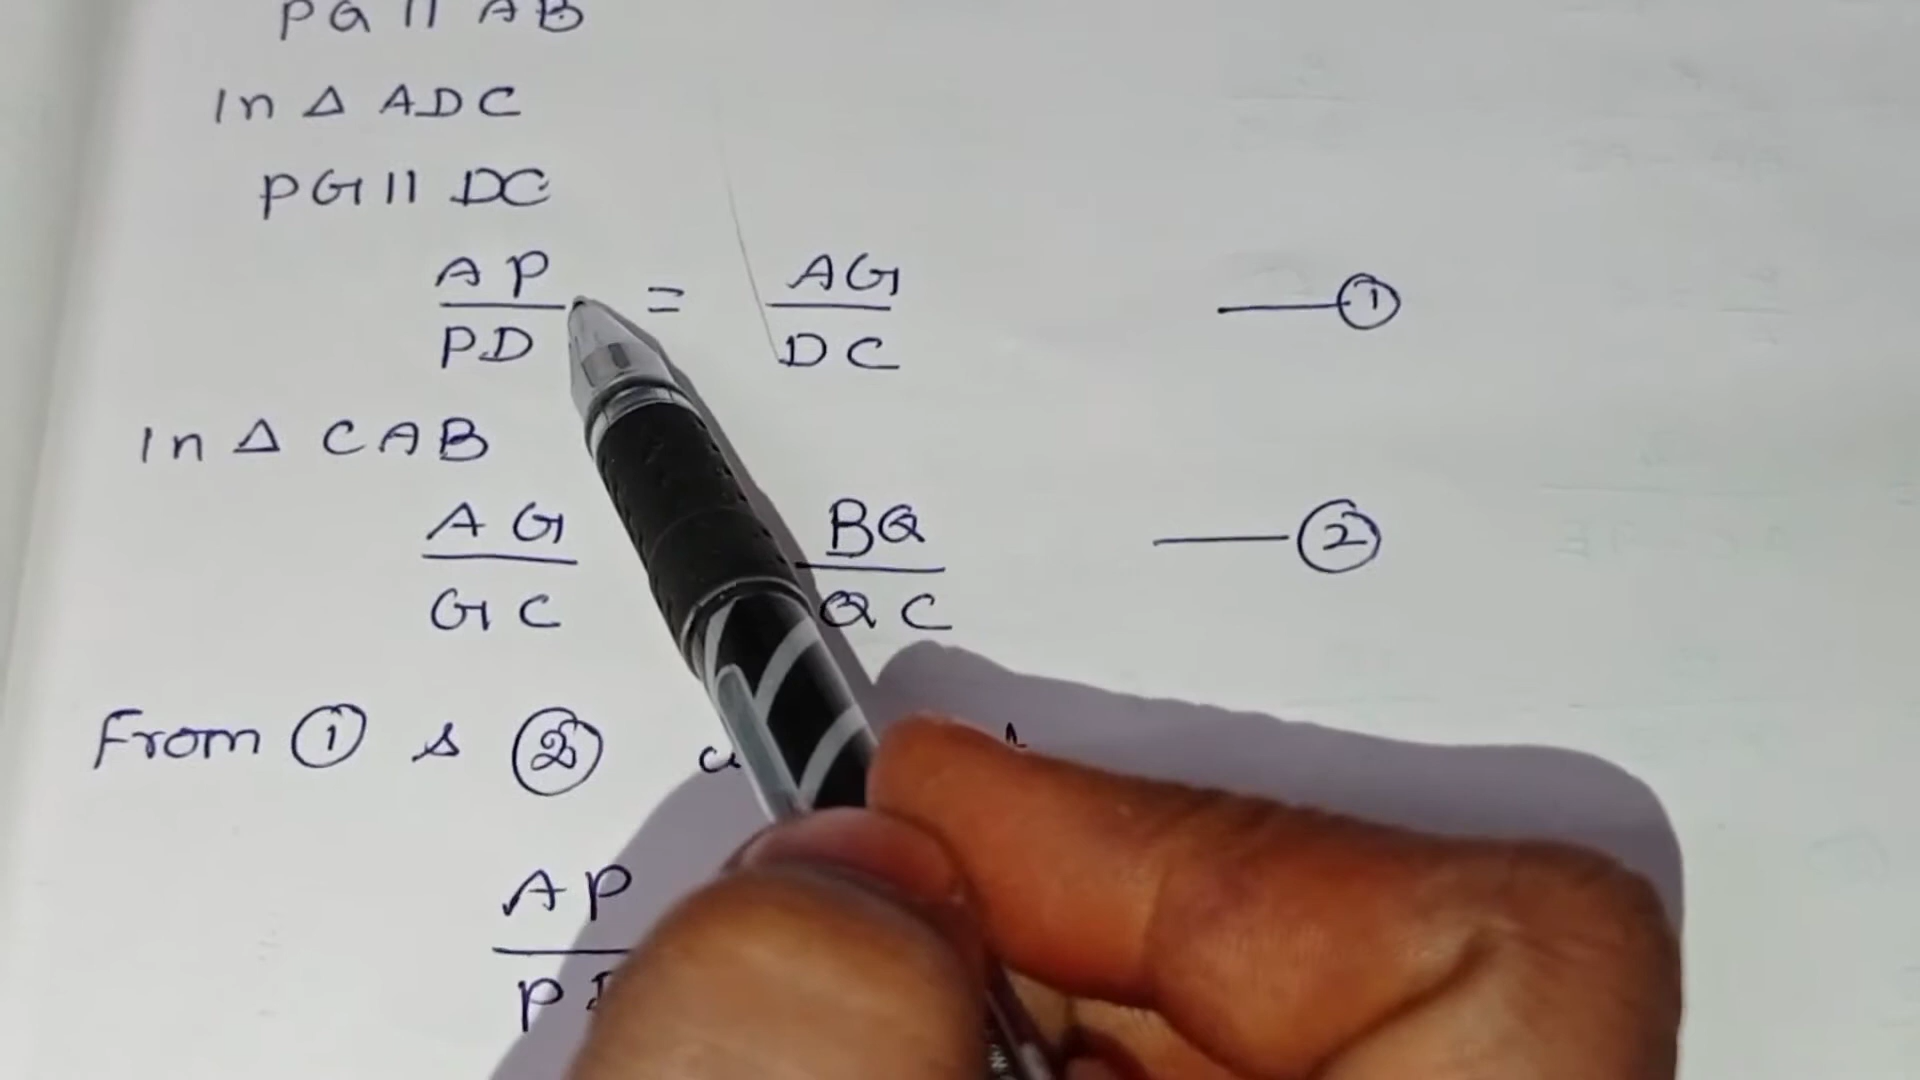 PQ || AB
In △ ADC
PG || DC
AP/PD = AG/DC —①
In △ CAB
AG/GC BQ/QC —②
From ① & ②
AP
P